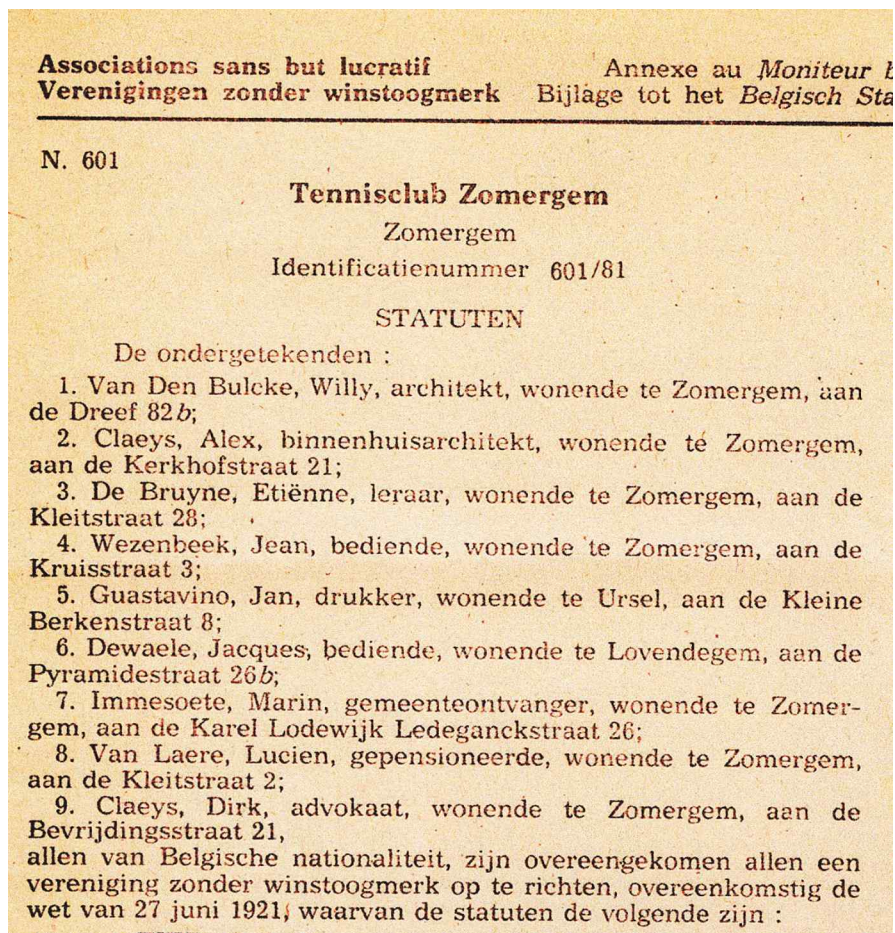 Associations sans but lucratif
Verenigingen zonder winstoogmerk
Annexe au Moniteur b
Bijlage tot het Belgisch Sta
N. 601
Tennisclub Zomergem
Zomergem
Identificatienummer 601/81
STATUTEN
De ondergetekenden :
1. Van Den Bulcke, Willy, architekt, wonende te Zomergem, aan
de Dreef 82b;
2. Claeys, Alex, binnenhuisarchitekt, wonende te Zomergem,
aan de Kerkhofstraat 21;
3. De Bruyne, Etiënne, leraar, wonende te Zomergem, aan de
Kleitstraat 28;
4. Wezenbeek, Jean, bediende, wonende te Zomergem, aan de
Kruisstraat 3;
5. Guastavino, Jan, drukker, wonende te Ursel, aan de Kleine
Berkenstraat 8;
6. Dewaele, Jacques, bediende, wonende te Lovendegem, aan de
Pyramidestraat 26b;
7. Immesoete, Marin, gemeenteontvanger, wonende te Zomer-
gem, aan de Karel Lodewijk Ledeganckstraat 26;
8. Van Laere, Lucien, gepensioneerde, wonende te Zomergem,
aan de Kleitstraat 2;
9. Claeys, Dirk, advokaat, wonende te Zomergem, aan de
Bevrijdingsstraat 21,
allen van Belgische nationaliteit, zijn overeengekomen allen een
vereniging zonder winstoogmerk op te richten, overeenkomstig de
wet van 27 juni 1921, waarvan de statuten de volgende zijn :